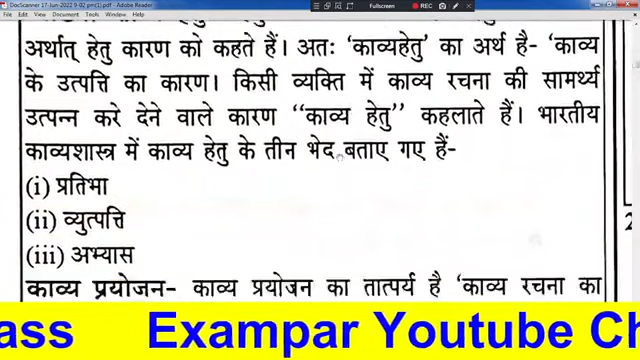 DocScanner 17-Jun-2022 9-02 pm(1).pdf - Adobe Reader
Fullscreen
REC
File Edit View Window Help
अर्थात् हेतु कारण को कहते हैं। अतः ‘काव्यहेतु’ का अर्थ है- ‘काव्य
के उत्पत्ति का कारण। किसी व्यक्ति में काव्य रचना की सामर्थ्य
उत्पन्न करे देने वाले कारण ‘‘काव्य हेतु’’ कहलाते हैं। भारतीय
काव्यशास्त्र में काव्य हेतु के तीन भेद बताए गए हैं-
(i) प्रतिभा
(ii) व्युत्पत्ति
(iii) अभ्यास
काव्य प्रयोजन- काव्य प्रयोजन का तात्पर्य है ‘काव्य रचना का
2
ass Exampar Youtube Ch